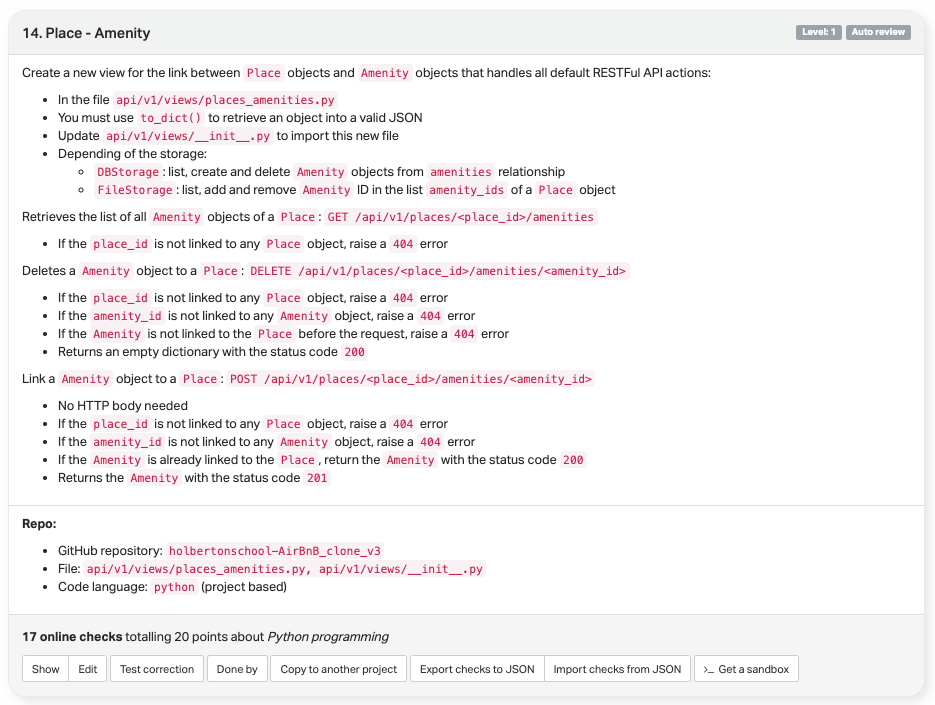 14. Place - Amenity
Level: 1 Auto review
Create a new view for the link between Place objects and Amenity objects that handles all default RESTFul API actions:
• In the file api/v1/views/places_amenities.py
• You must use to_dict() to retrieve an object into a valid JSON
• Update api/v1/views/__init__.py to import this new file
• Depending of the storage:
◦ DBStorage : list, create and delete Amenity objects from amenities relationship
◦ FileStorage : list, add and remove Amenity ID in the list amenity_ids of a Place object
Retrieves the list of all Amenity objects of a Place : GET /api/v1/places/<place_id>/amenities
• If the place_id is not linked to any Place object, raise a 404 error
Deletes a Amenity object to a Place : DELETE /api/v1/places/<place_id>/amenities/<amenity_id>
• If the place_id is not linked to any Place object, raise a 404 error
• If the amenity_id is not linked to any Amenity object, raise a 404 error
• If the Amenity is not linked to the Place before the request, raise a 404 error
• Returns an empty dictionary with the status code 200
Link a Amenity object to a Place : POST /api/v1/places/<place_id>/amenities/<amenity_id>
• No HTTP body needed
• If the place_id is not linked to any Place object, raise a 404 error
• If the amenity_id is not linked to any Amenity object, raise a 404 error
• If the Amenity is already linked to the Place , return the Amenity with the status code 200
• Returns the Amenity with the status code 201
Repo:
• GitHub repository: holbertonschool-AirBnB_clone_v3
• File: api/v1/views/places_amenities.py, api/v1/views/__init__.py
• Code language: python (project based)
17 online checks totalling 20 points about Python programming
Show Edit Test correction Done by Copy to another project Export checks to JSON Import checks from JSON >_ Get a sandbox